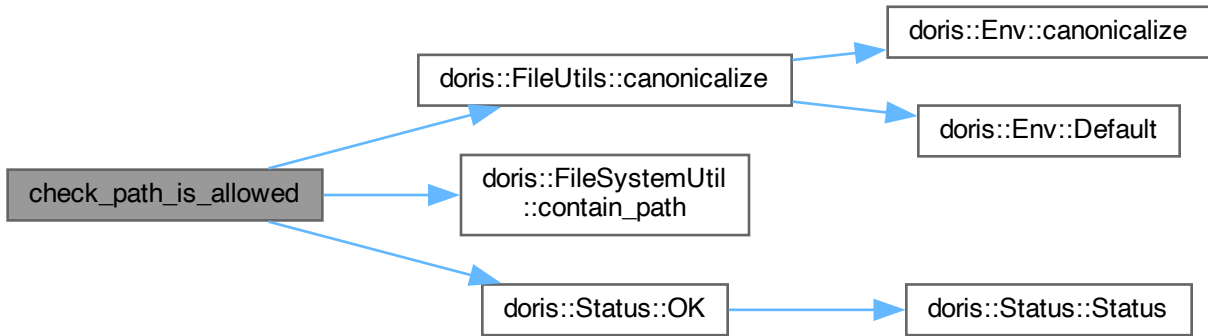 doris::Env::canonicalize
doris::FileUtils::canonicalize
doris::Env::Default
check_path_is_allowed
doris::FileSystemUtil
::contain_path
doris::Status::OK
doris::Status::Status